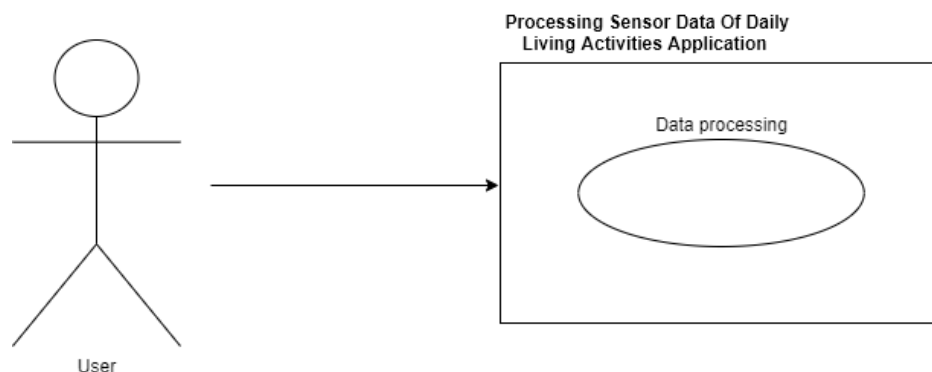 Processing Sensor Data Of Daily
Living Activities Application
Data processing
User